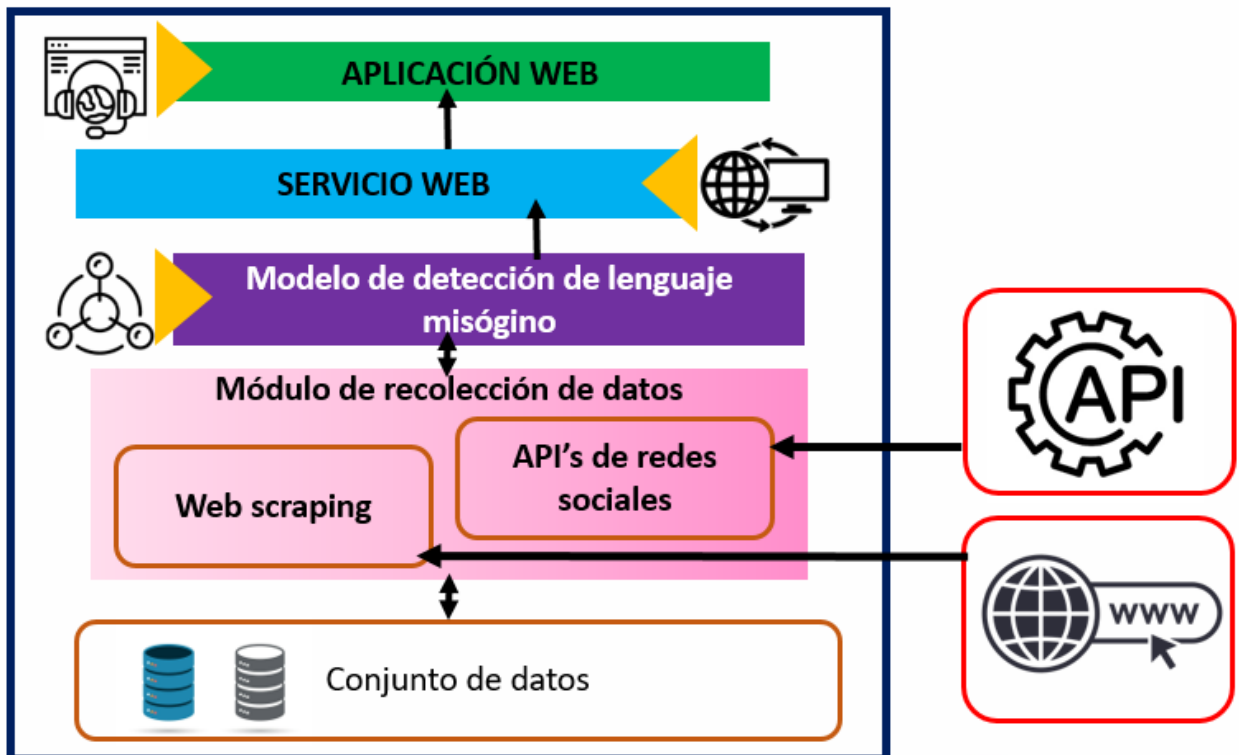 APLICACIÓN WEB
SERVICIO WEB
Modelo de detección de lenguaje
misógino
Módulo de recolección de datos
API's de redes
sociales
Web scraping
Conjunto de datos
API
www